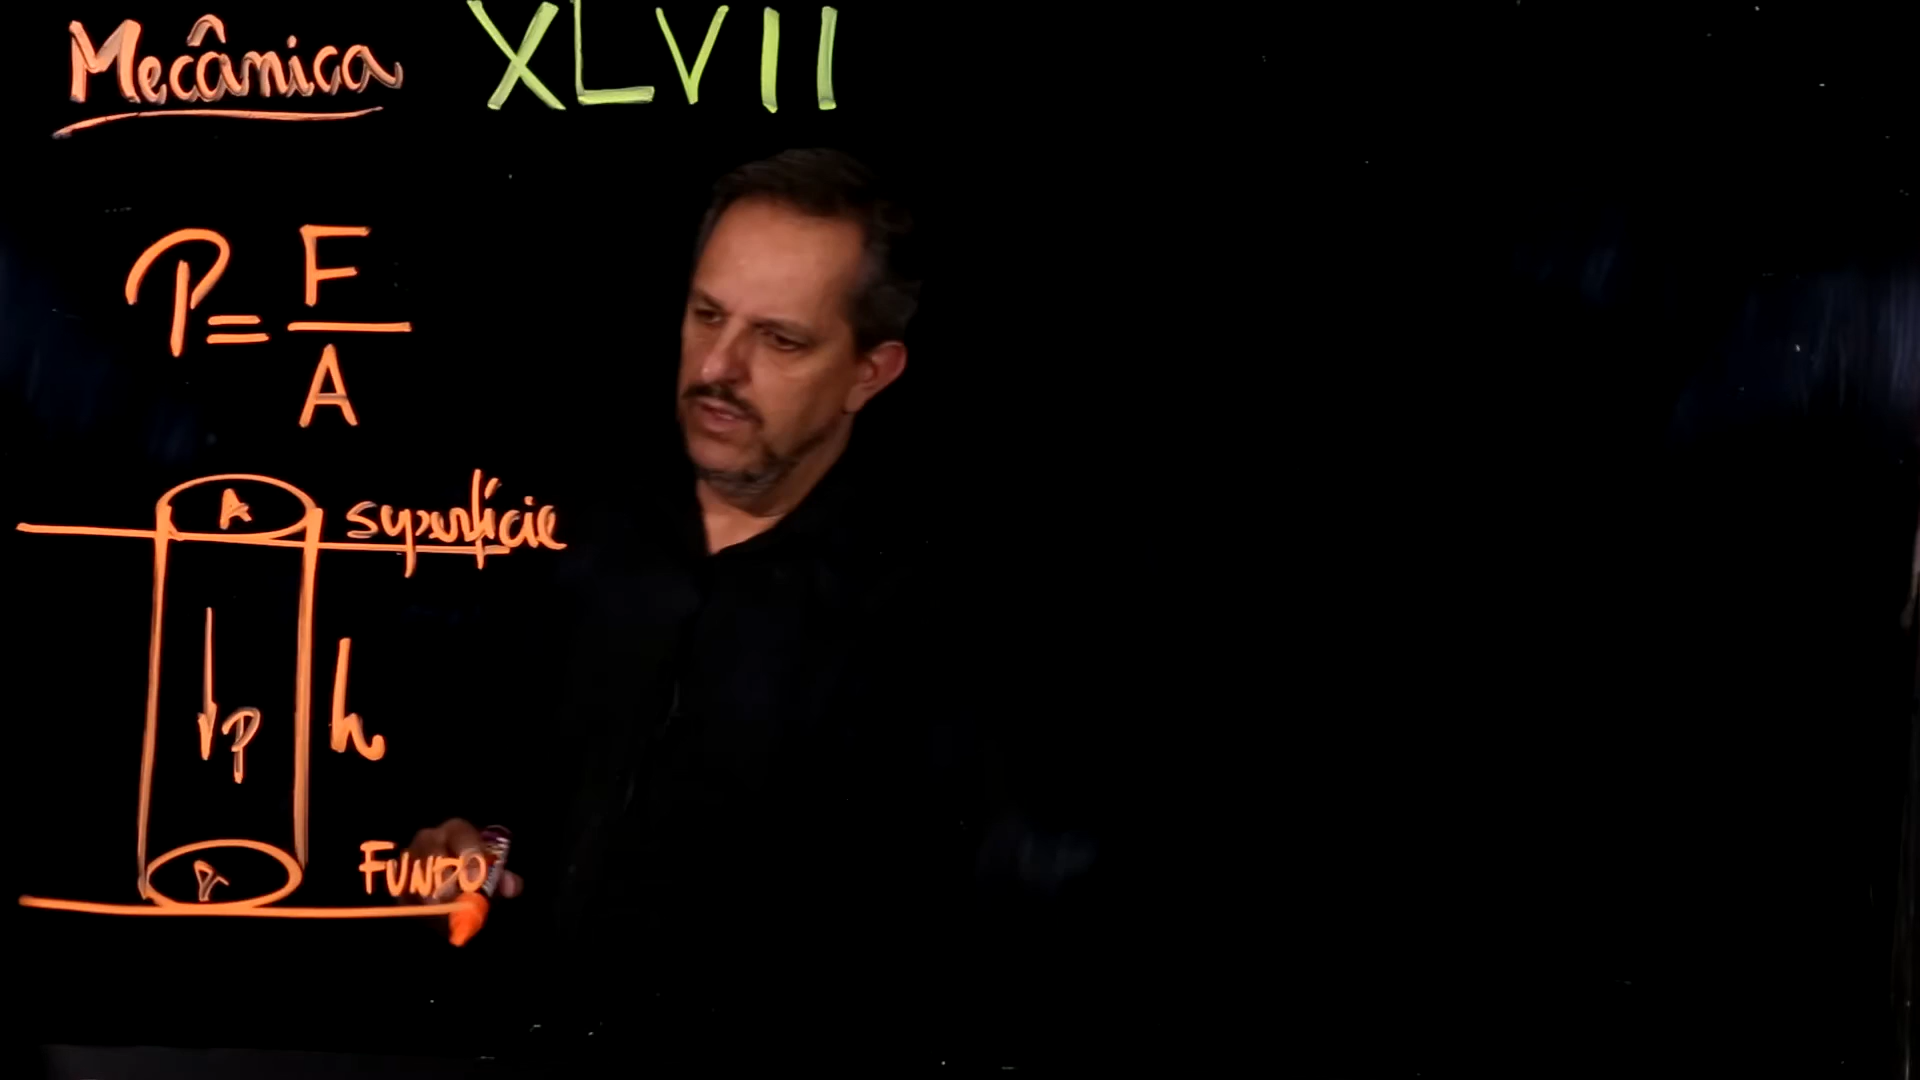 Mecânica XLVII
P = F
A
A
superfície
P
h
FUNDO
A